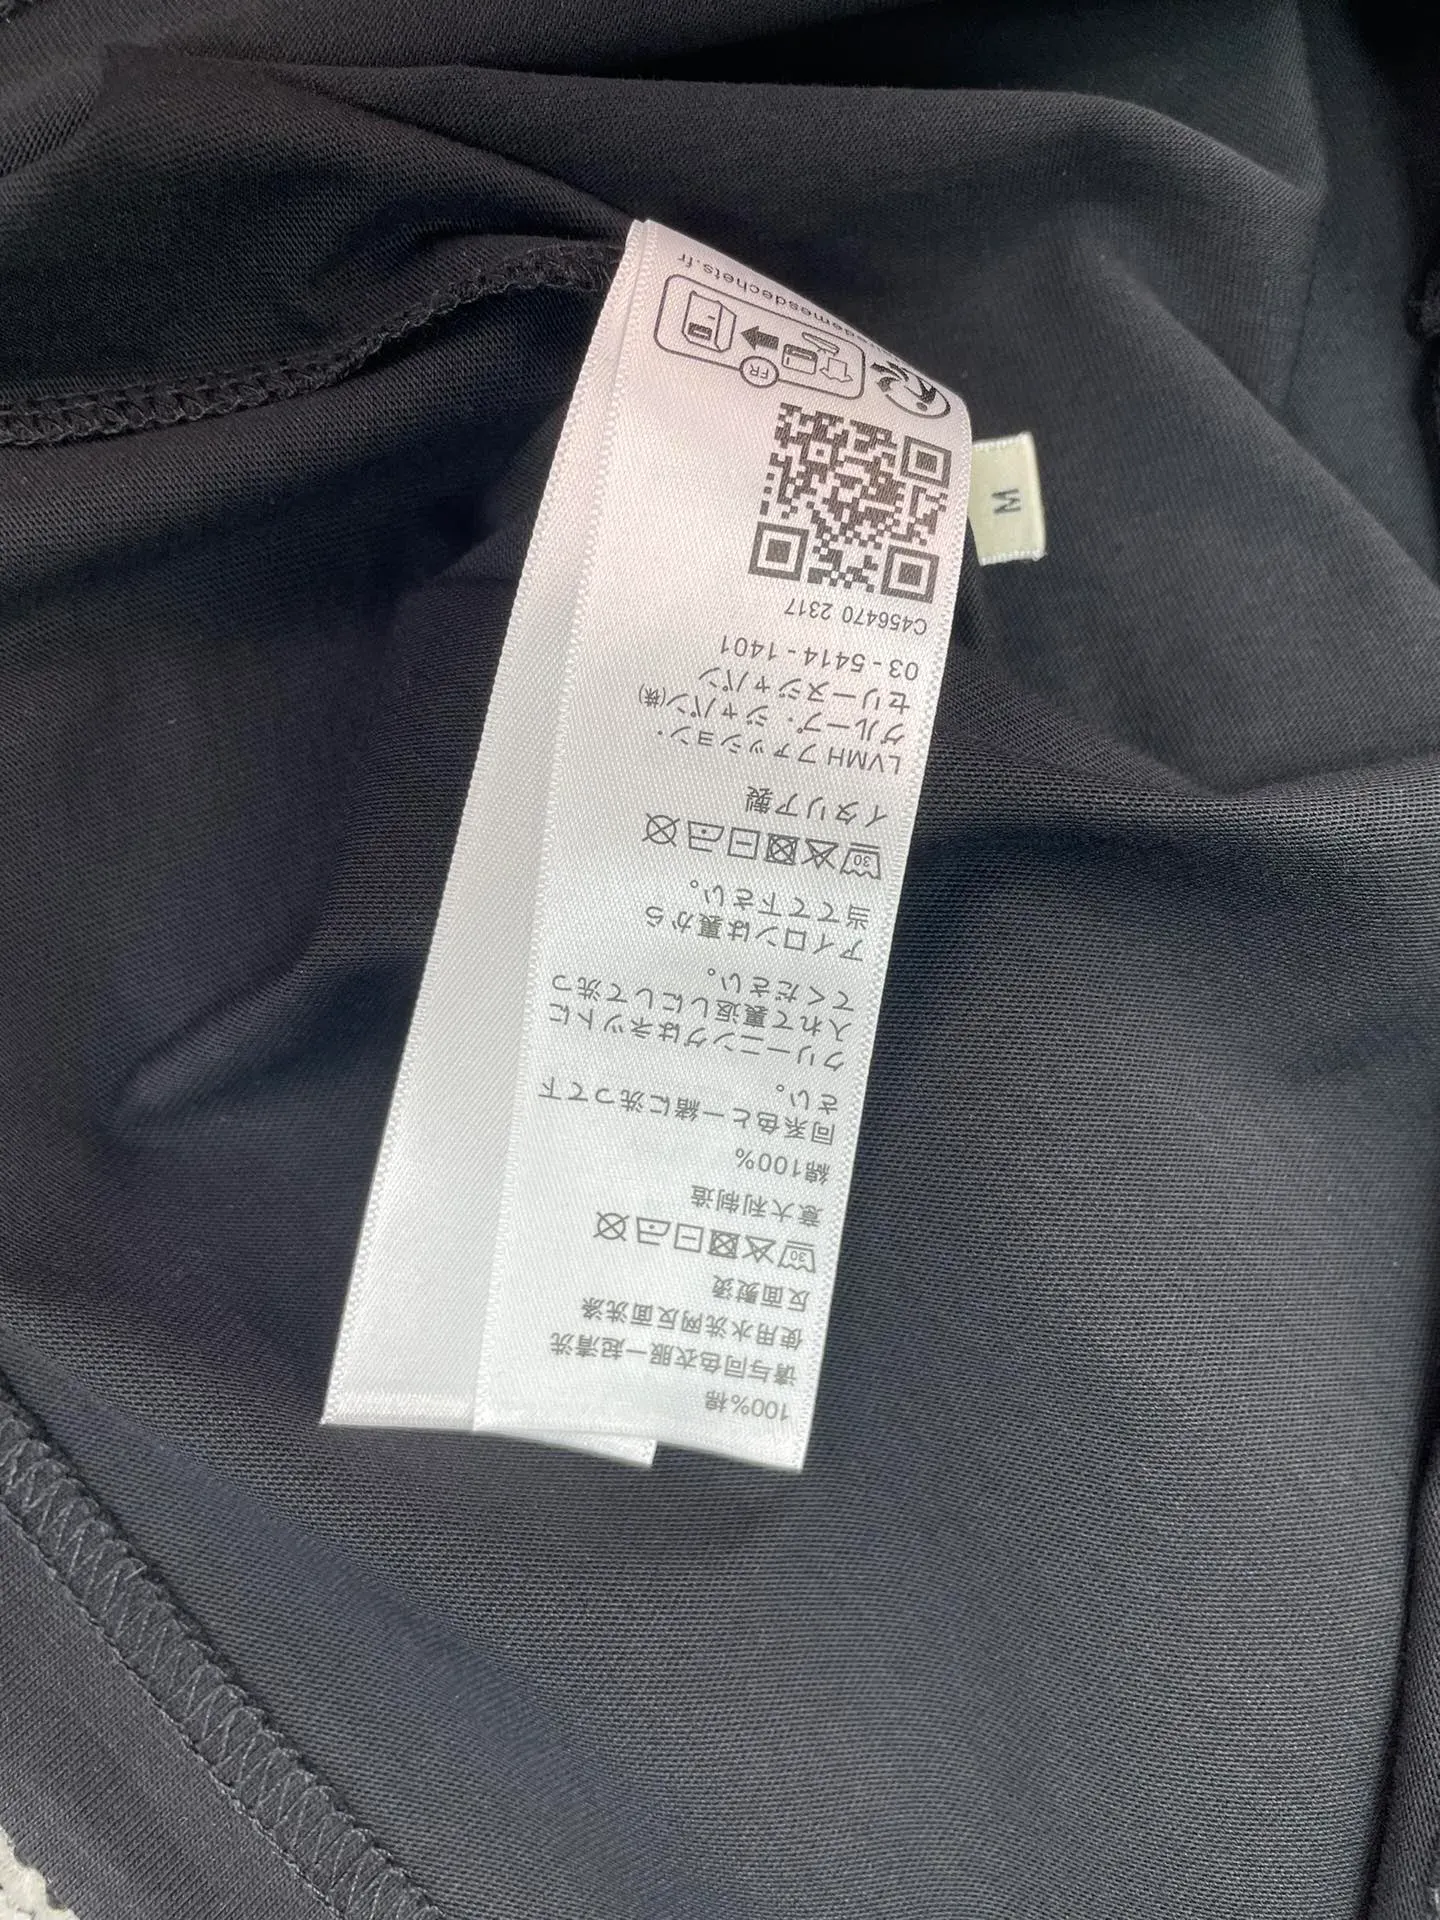 100%棉
请与同色衣服一起清洗
使用水洗网反面洗涤
反面熨烫
30
意大利制造
綿100%
同系色と一緒に洗って下
さい。
クリーニングはネットに
入れて裏返しにして洗っ
てください。
アイロンは裏から
当てて下さい。
30
イタリア製
LVMH ファッション・
グループ・ジャパン㈱
セリーヌジャパン
03 - 5414 - 1401
C456470 2317
FR
M